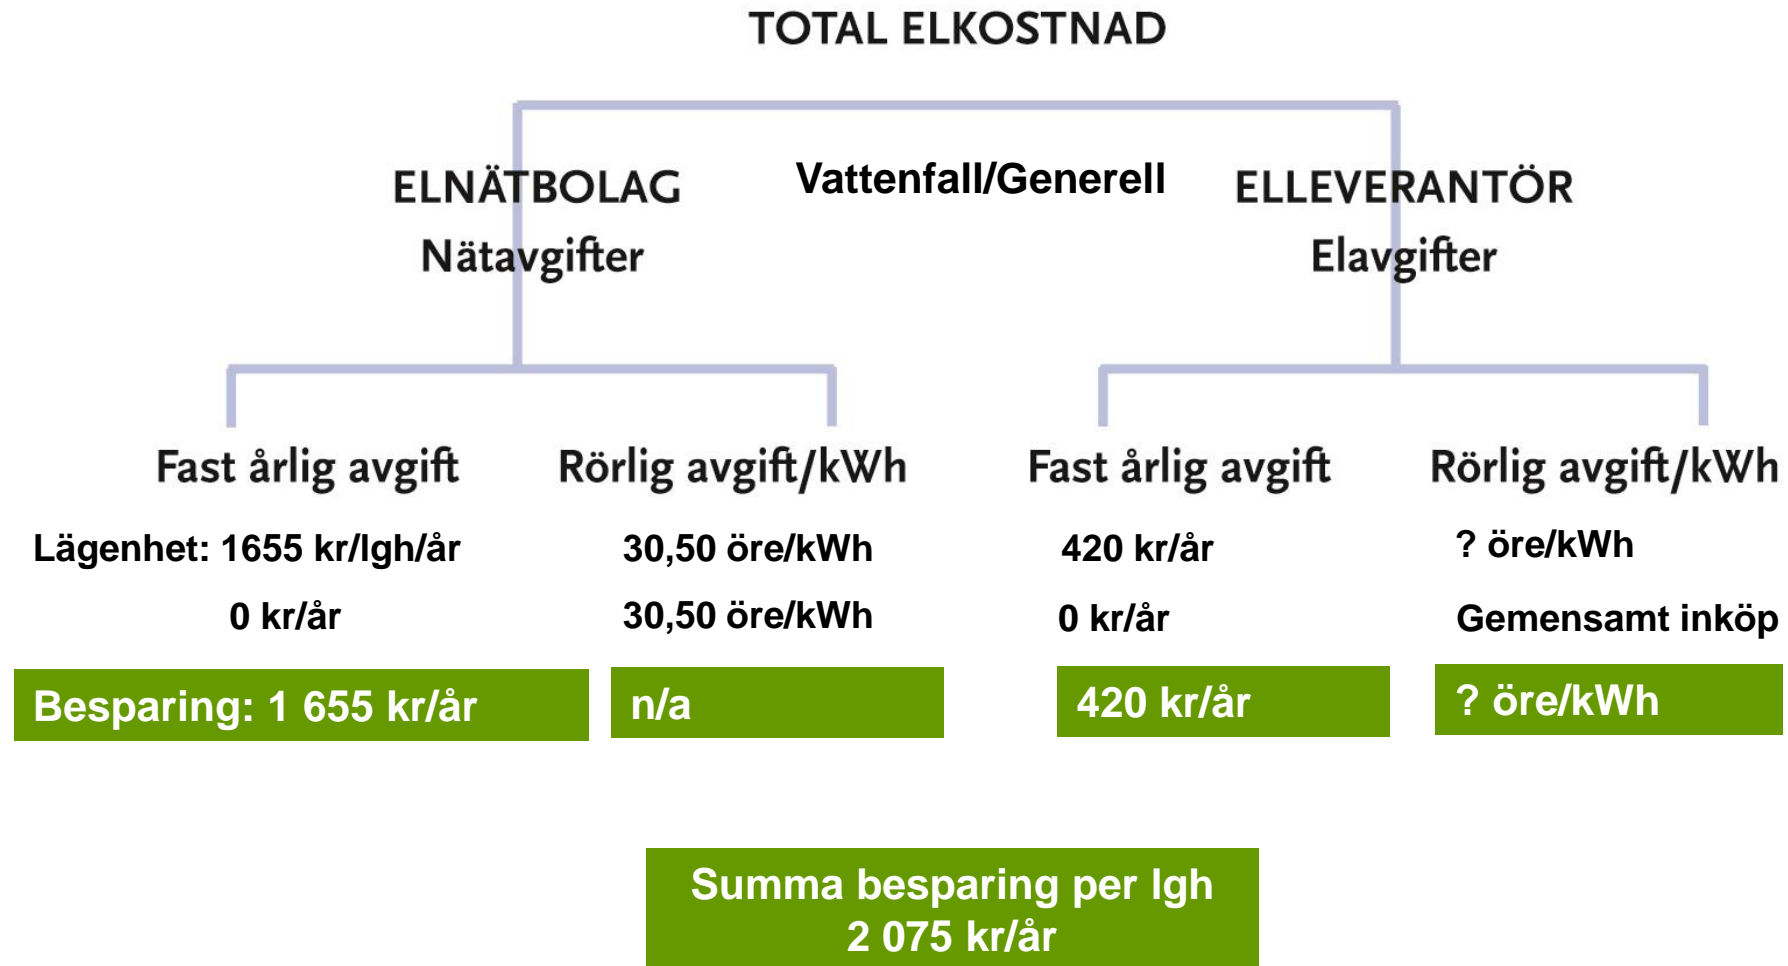 TOTAL ELKOSTNAD
Vattenfall/Generell
ELNÄTBOLAG
Nätavgifter
ELLEVERANTÖR
Elavgifter
Fast årlig avgift
Rörlig avgift/kWh
Fast årlig avgift
Rörlig avgift/kWh
Lägenhet: 1655 kr/lgh/år
30,50 öre/kWh
420 kr/år
? öre/kWh
0 kr/år
30,50 öre/kWh
0 kr/år
Gemensamt inköp
Besparing: 1 655 kr/år
n/a
420 kr/år
? öre/kWh
Summa besparing per lgh
2 075 kr/år